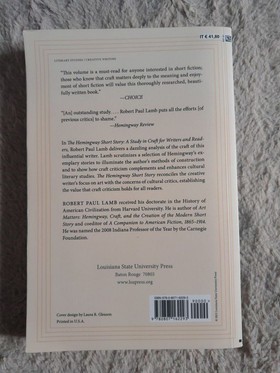 IT £ 41,50
LITERARY STUDIES / CREATIVE WRITING
"This volume is a must-read for anyone interested in short fiction,
those who know that craft matters deeply to the meaning and enjoy-
ment of short fiction will value this thoroughly researched, beauti-
fully written book."
—CHOICE
"[An] outstanding study. . . . Robert Paul Lamb puts all the efforts [of
previous critics] to shame."
—Hemingway Review
In The Hemingway Short Story: A Study in Craft for Writers and Read-
ers, Robert Paul Lamb delivers a dazzling analysis of the craft of this
influential writer. Lamb scrutinizes a selection of Hemingway's ex-
emplary stories to illuminate the author's methods of construction
and to show how craft criticism complements and enhances cultural
literary studies. The Hemingway Short Story reconciles the creative
writer's focus on art with the concerns of cultural critics, establishing
the value that craft criticism holds for all readers.
ROBERT PAUL LAMB received his doctorate in the History of
American Civilization from Harvard University. He is author of Art
Matters: Hemingway, Craft, and the Creation of the Modern Short
Story and coeditor of A Companion to American Fiction, 1865–1914.
He was named the 2008 Indiana Professor of the Year by the Carnegie
Foundation.
Louisiana State University Press
Baton Rouge 70803
www.lsupress.org
Cover design by Laura R. Gleason
Printed in U.S.A.